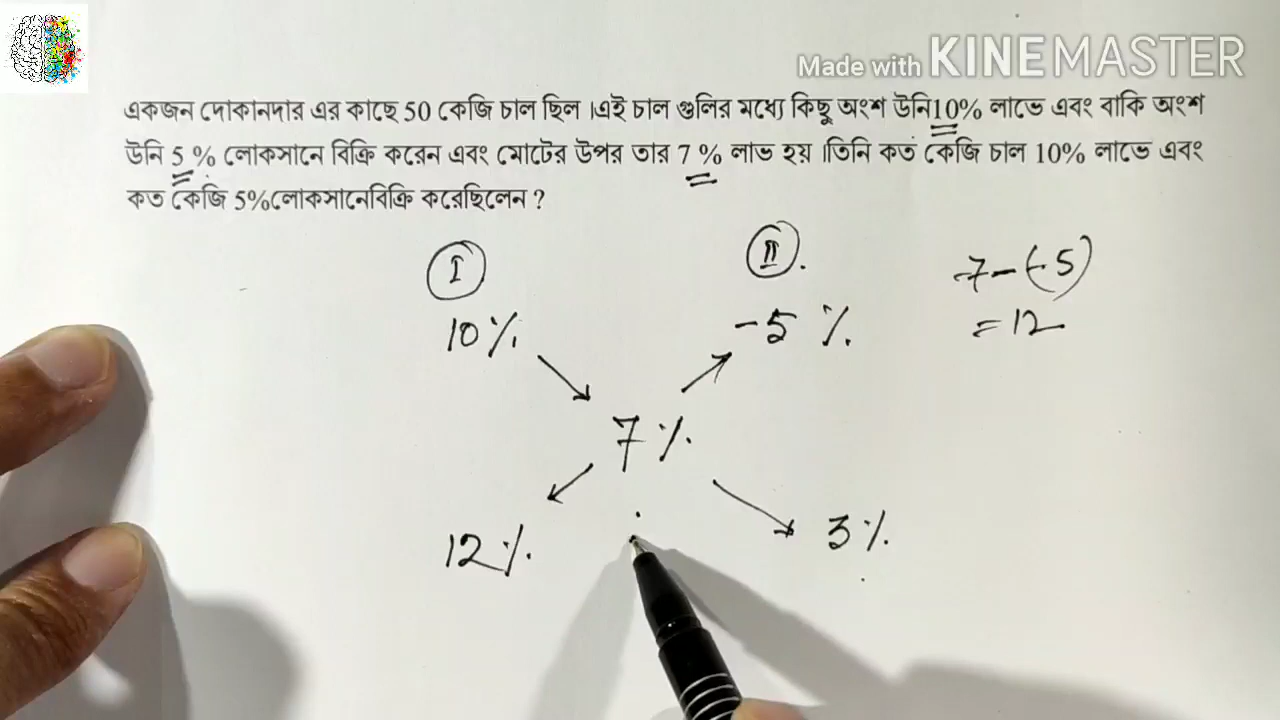 Made with KINEMASTER
একজন দোকানদার এর কাছে 50 কেজি চাল ছিল ।এই চাল গুলির মধ্যে কিছু অংশ উনি10% লাভে এবং বাকি অংশ
উনি 5 % লোকসানে বিক্রি করেন এবং মোটের উপর তার 7 % লাভ হয় ।তিনি কত কেজি চাল 10% লাভে এবং
কত কেজি 5%লোকসানেবিক্রি করেছিলেন ?
I II.
10% -5 % 7-(-5)
=12
7%
12% : 3%